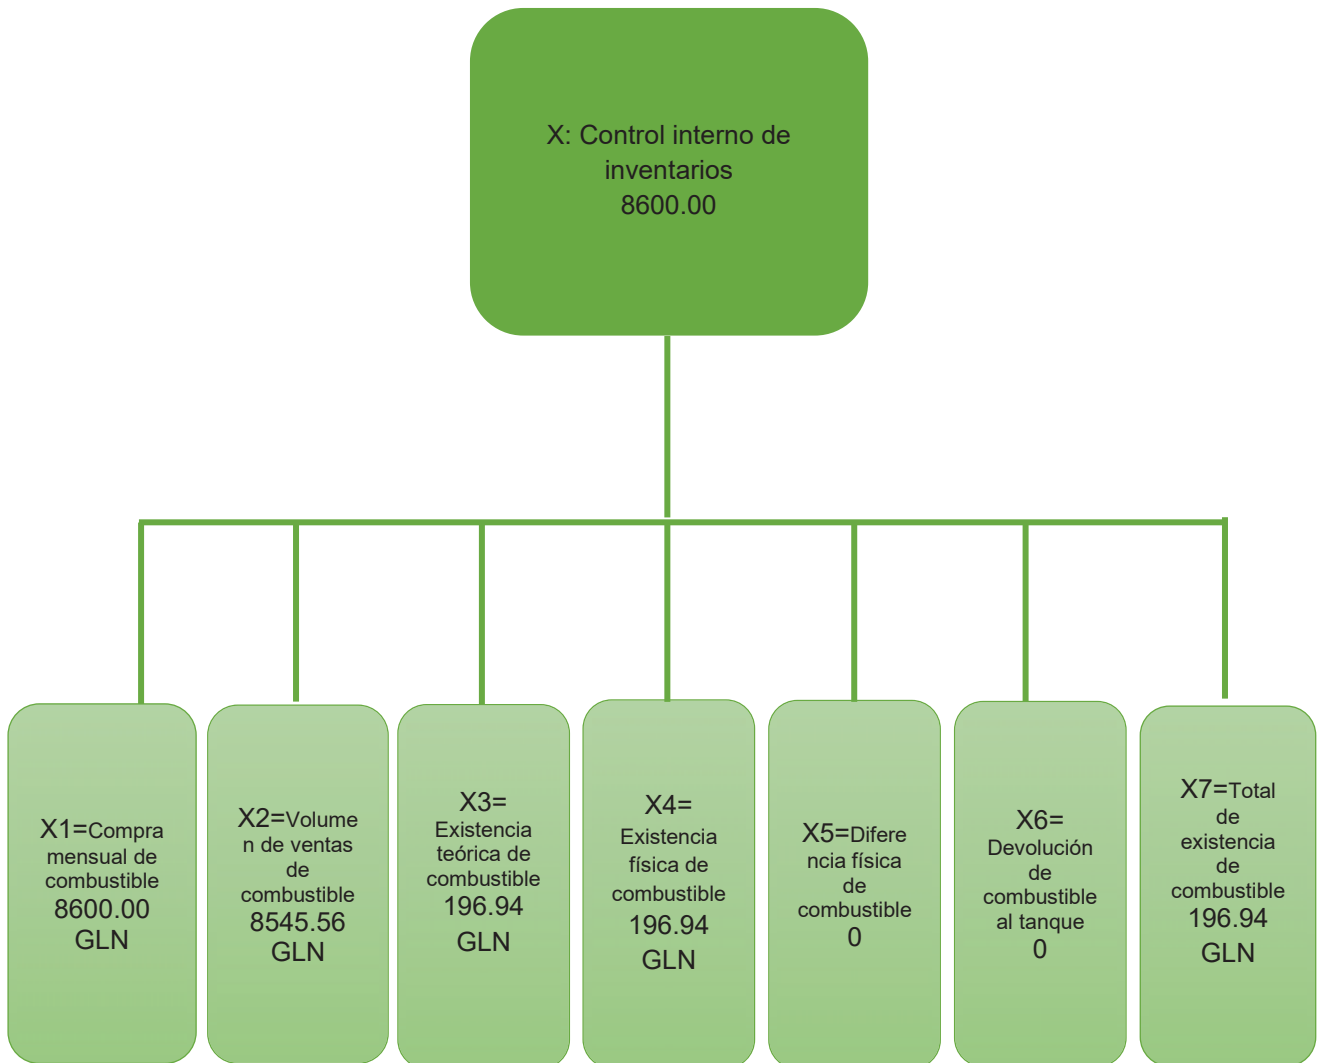 X: Control interno de
inventarios
8600.00
X1=Compra
mensual de
combustible
8600.00
GLN
X2=Volume
n de ventas
de
combustible
8545.56
GLN
X3=
Existencia
teórica de
combustible
196.94
GLN
X4=
Existencia
física de
combustible
196.94
GLN
X5=Difere
ncia física
de
combustible
0
X6=
Devolución
de
combustible
al tanque
0
X7=Total
de
existencia
de
combustible
196.94
GLN